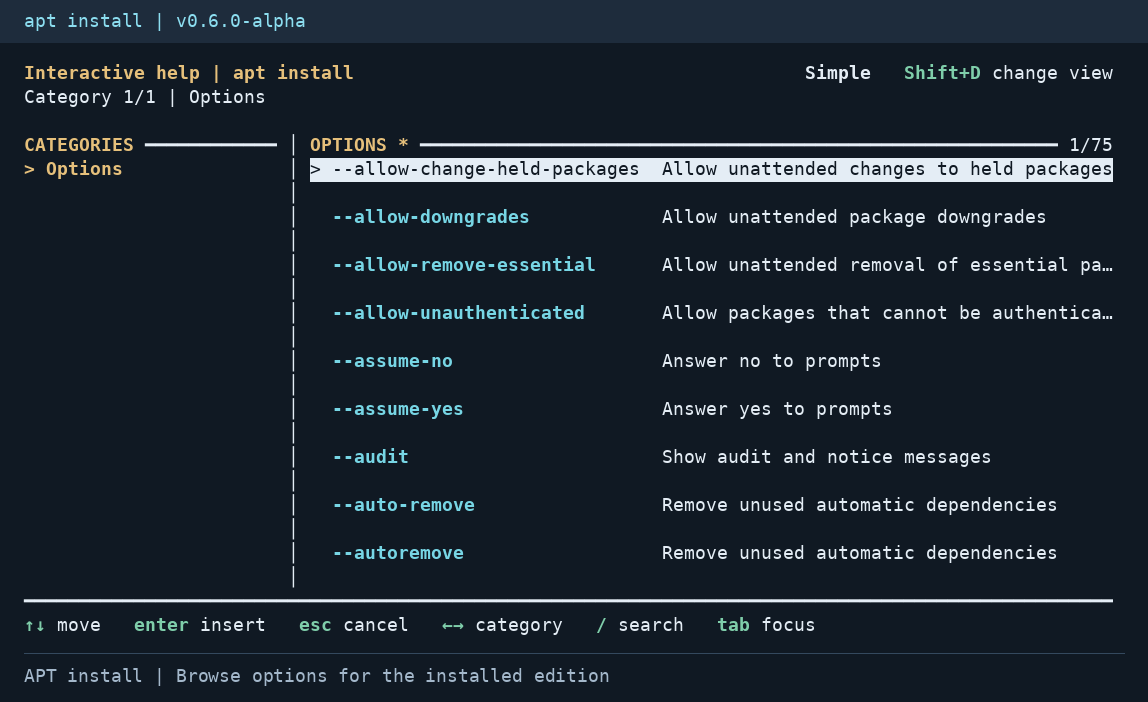 apt install | v0.6.0-alpha
Interactive help | apt install Simple Shift+D change view
Category 1/1 | Options
CATEGORIES OPTIONS * 1/75
> Options > --allow-change-held-packages Allow unattended changes to held packages
--allow-downgrades Allow unattended package downgrades
--allow-remove-essential Allow unattended removal of essential pa…
--allow-unauthenticated Allow packages that cannot be authentica…
--assume-no Answer no to prompts
--assume-yes Answer yes to prompts
--audit Show audit and notice messages
--auto-remove Remove unused automatic dependencies
--autoremove Remove unused automatic dependencies
↑↓ move enter insert esc cancel ←→ category / search tab focus
APT install | Browse options for the installed edition